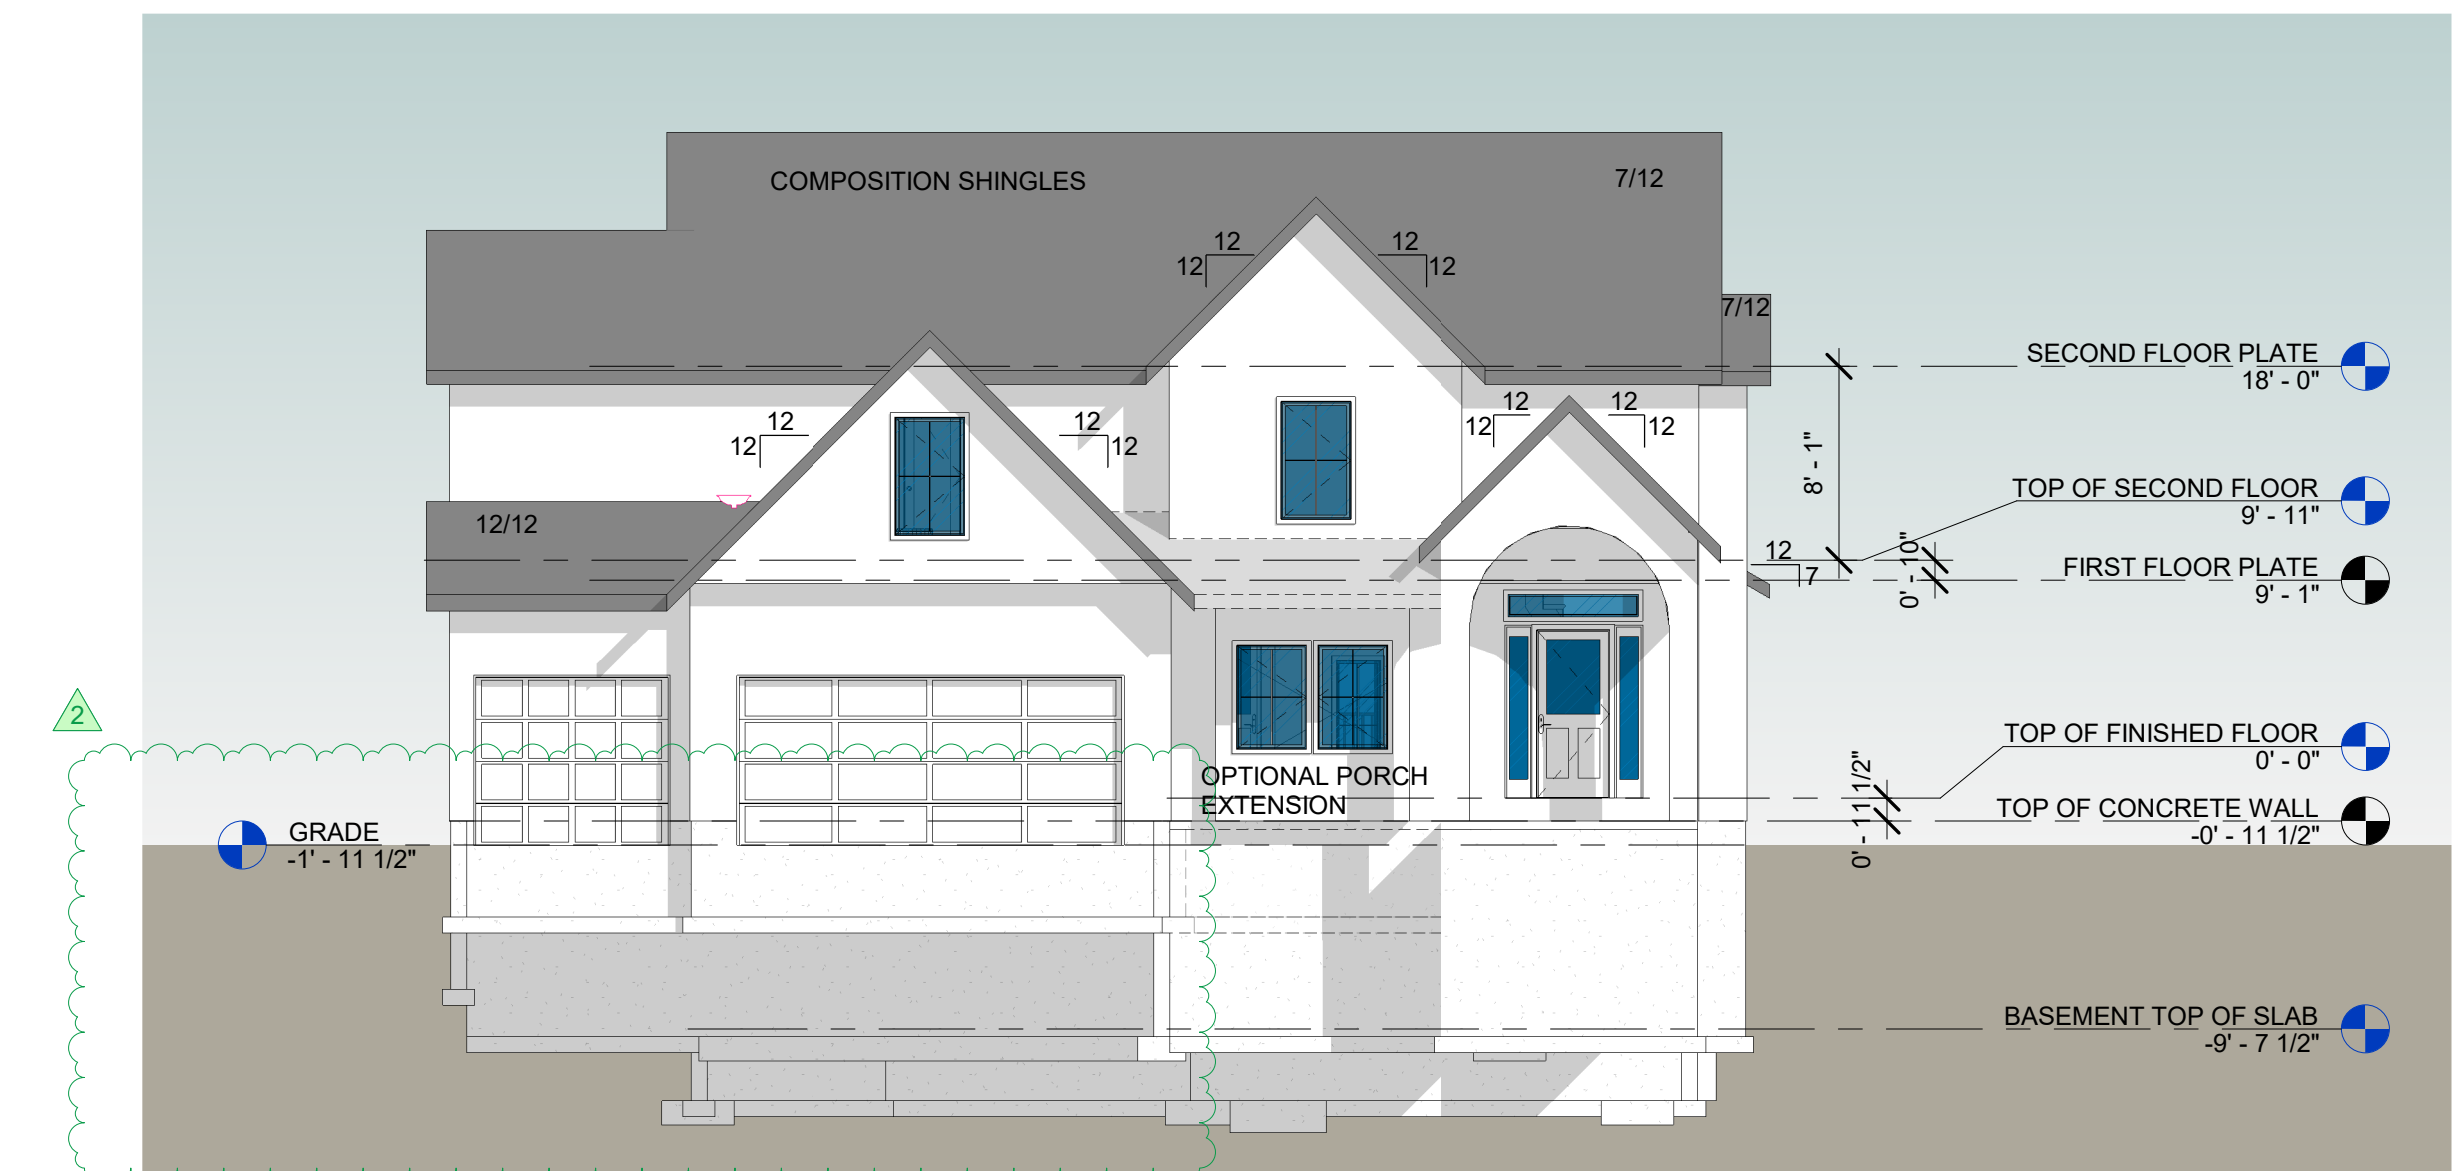 COMPOSITION SHINGLES
7/12
12
12
12
12
7/12
SECOND FLOOR PLATE
18' - 0"
12
12
12
12
12
12
12
12
8' - 1"
TOP OF SECOND FLOOR
9' - 11"
12/12
12
7
0' - 10"
FIRST FLOOR PLATE
9' - 1"
2
TOP OF FINISHED FLOOR
0' - 0"
OPTIONAL PORCH
EXTENSION
0' - 11 1/2"
TOP OF CONCRETE WALL
-0' - 11 1/2"
GRADE
-1' - 11 1/2"
BASEMENT TOP OF SLAB
-9' - 7 1/2"